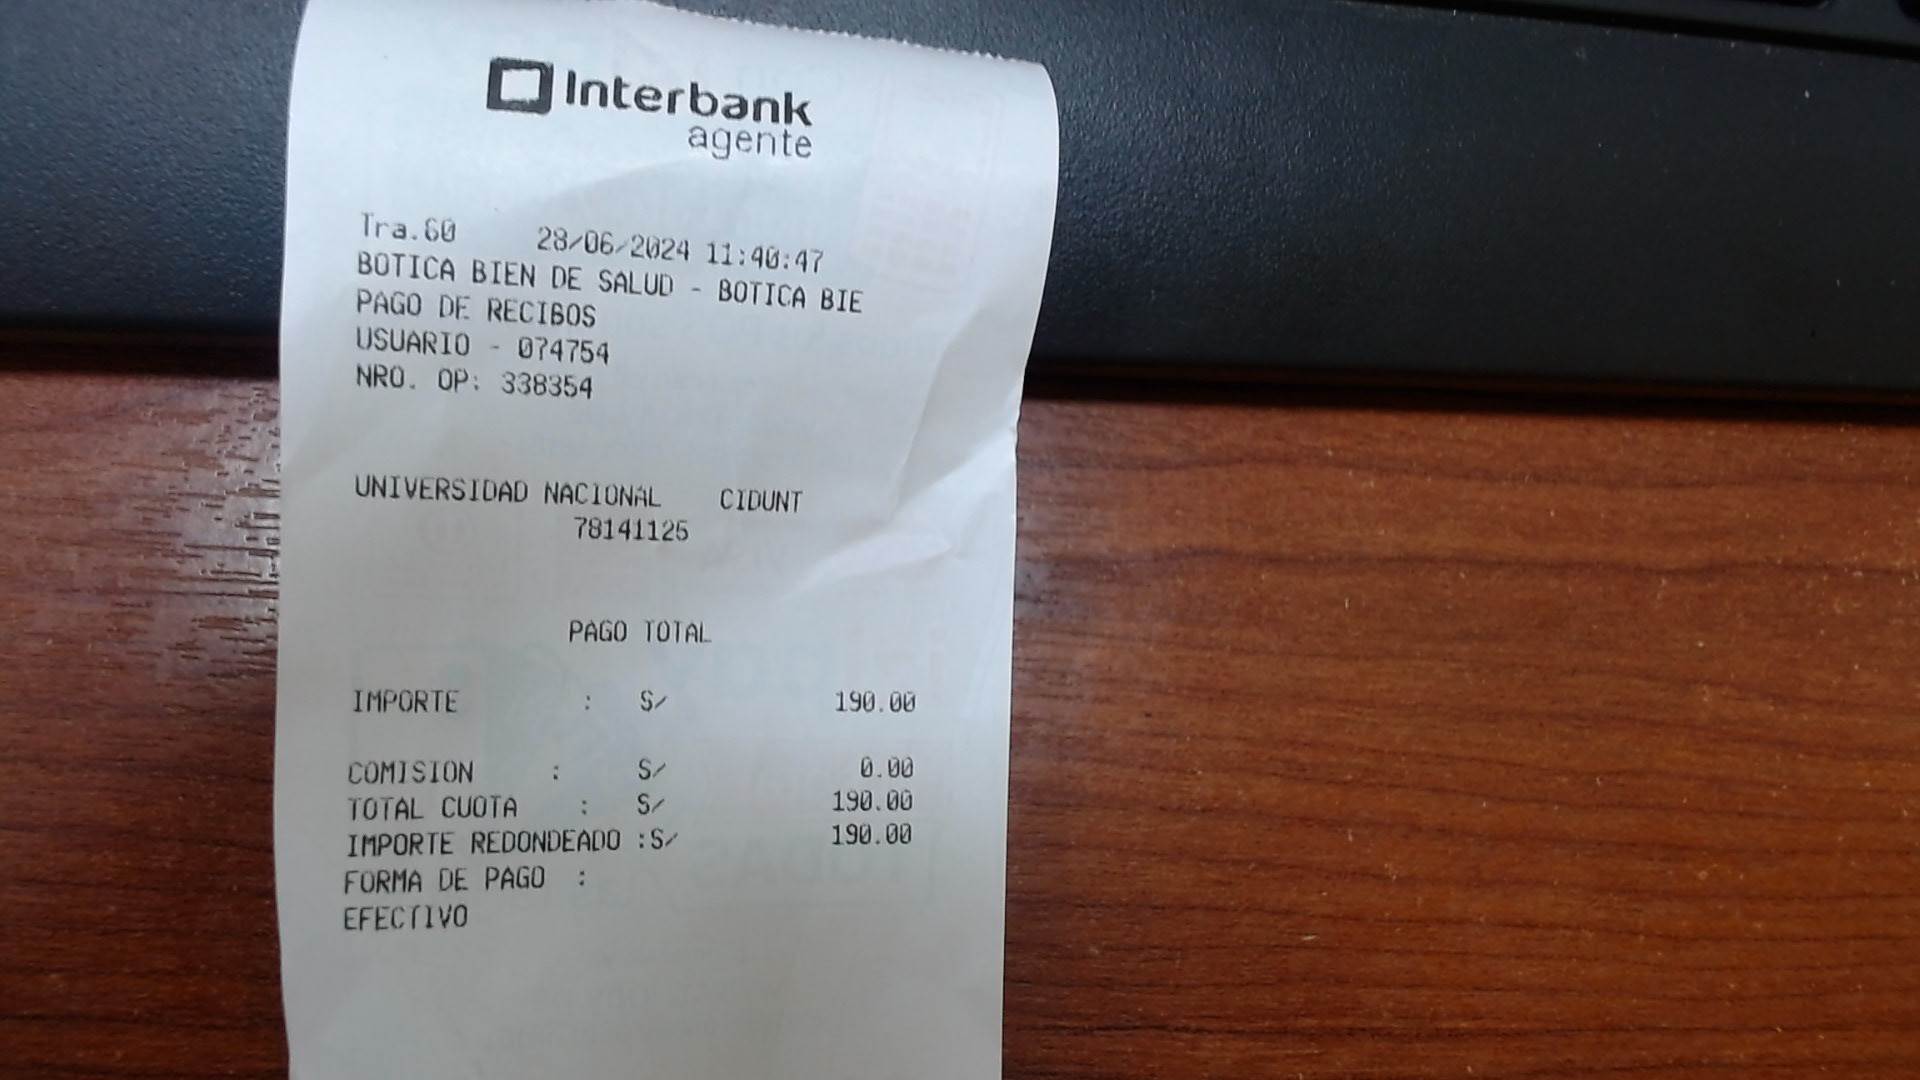 Interbank
agente
Tra.60 28/06/2024 11:40:47
BOTICA BIEN DE SALUD - BOTICA BIE
PAGO DE RECIBOS
USUARIO - 074754
NRO. OP: 338354
UNIVERSIDAD NACIONAL CIDUNT
78141125
PAGO TOTAL
IMPORTE : S/ 190.00
COMISION : S/ 0.00
TOTAL CUOTA : S/ 190.00
IMPORTE REDONDEADO :S/ 190.00
FORMA DE PAGO :
EFECTIVO